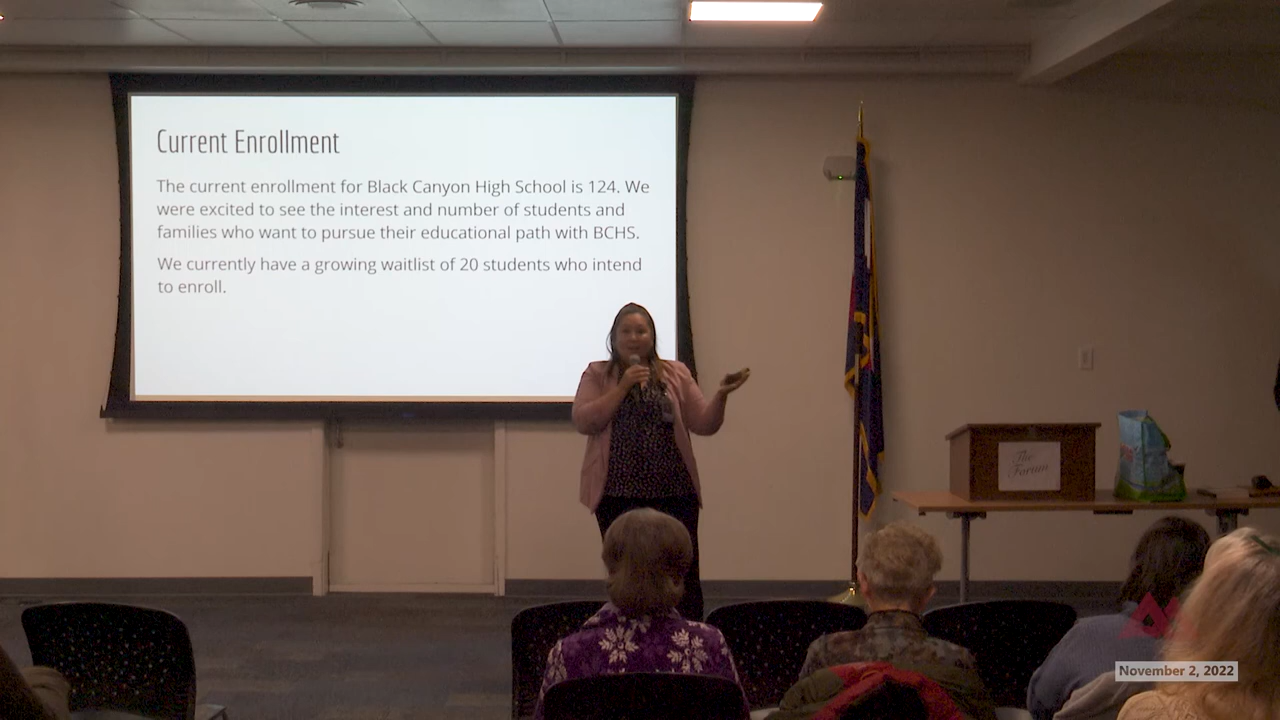 Current Enrollment
The current enrollment for Black Canyon High School is 124. We
were excited to see the interest and number of students and
families who want to pursue their educational path with BCHS.
We currently have a growing waitlist of 20 students who intend
to enroll.
The
Forum
November 2, 2022